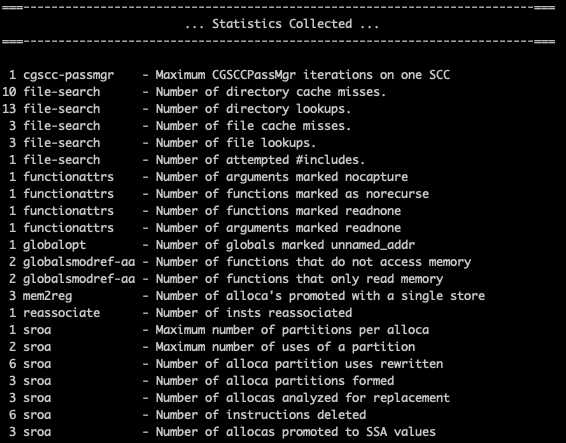 ===-------------------------------------------------------------------------===
... Statistics Collected ...
===-------------------------------------------------------------------------===
1 cgscc-passmgr - Maximum CGSCCPassMgr iterations on one SCC
10 file-search - Number of directory cache misses.
13 file-search - Number of directory lookups.
3 file-search - Number of file cache misses.
3 file-search - Number of file lookups.
1 file-search - Number of attempted #includes.
1 functionattrs - Number of arguments marked nocapture
1 functionattrs - Number of functions marked as norecurse
1 functionattrs - Number of functions marked readnone
1 functionattrs - Number of arguments marked readnone
1 globalopt - Number of globals marked unnamed_addr
2 globalsmodref-aa - Number of functions that do not access memory
2 globalsmodref-aa - Number of functions that only read memory
3 mem2reg - Number of alloca's promoted with a single store
1 reassociate - Number of insts reassociated
1 sroa - Maximum number of partitions per alloca
2 sroa - Maximum number of uses of a partition
6 sroa - Number of alloca partition uses rewritten
3 sroa - Number of alloca partitions formed
3 sroa - Number of allocas analyzed for replacement
6 sroa - Number of instructions deleted
3 sroa - Number of allocas promoted to SSA values